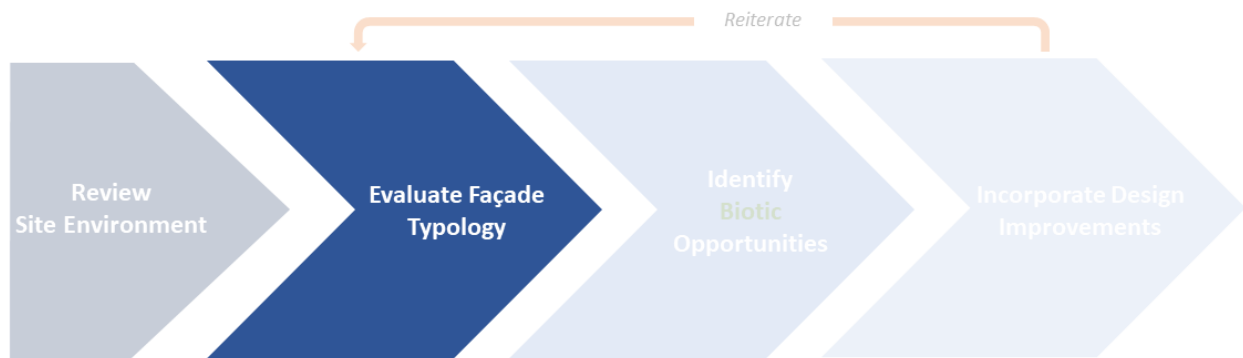 Reiterate
Review
Site Environment
Evaluate Façade
Typology
Identify
Biotic
Opportunities
Incorporate Design
Improvements